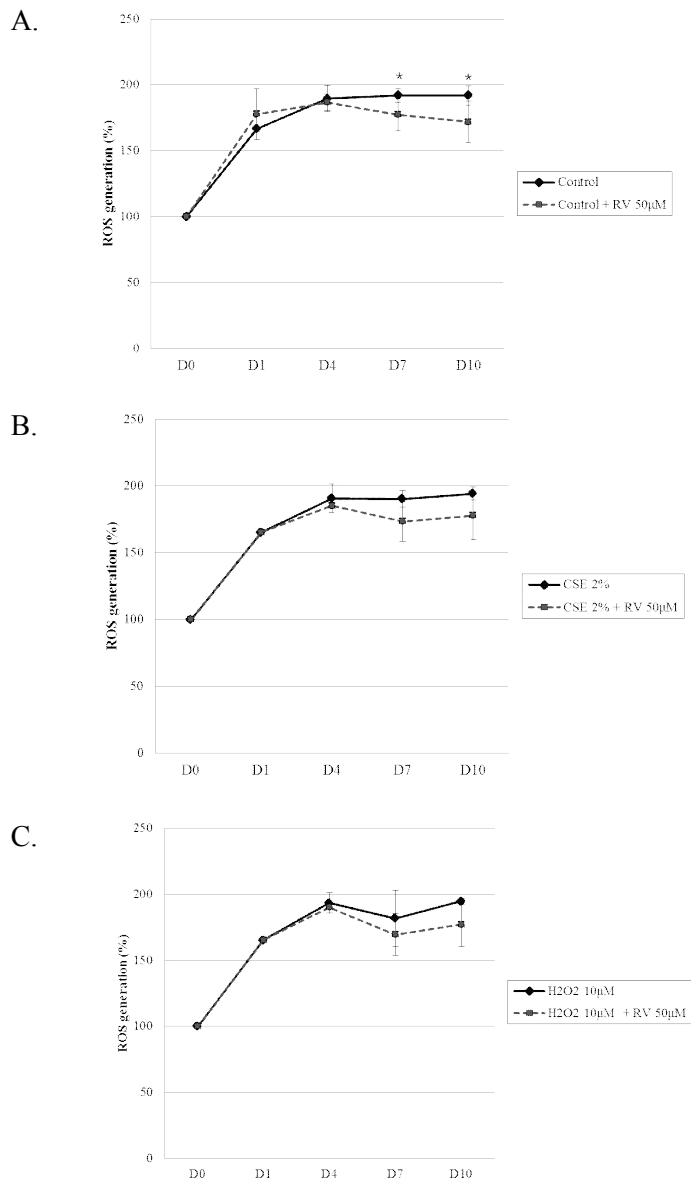 A.
250
200
150
100
50
0
ROS generation (%)
* *
D0 D1 D4 D7 D10
Control
Control + RV 50μM
B.
250
200
150
100
50
0
ROS generation (%)
D0 D1 D4 D7 D10
CSE 2%
CSE 2% + RV 50μM
C.
250
200
150
100
50
0
ROS generation (%)
D0 D1 D4 D7 D10
H2O2 10μM
H2O2 10μM + RV 50μM